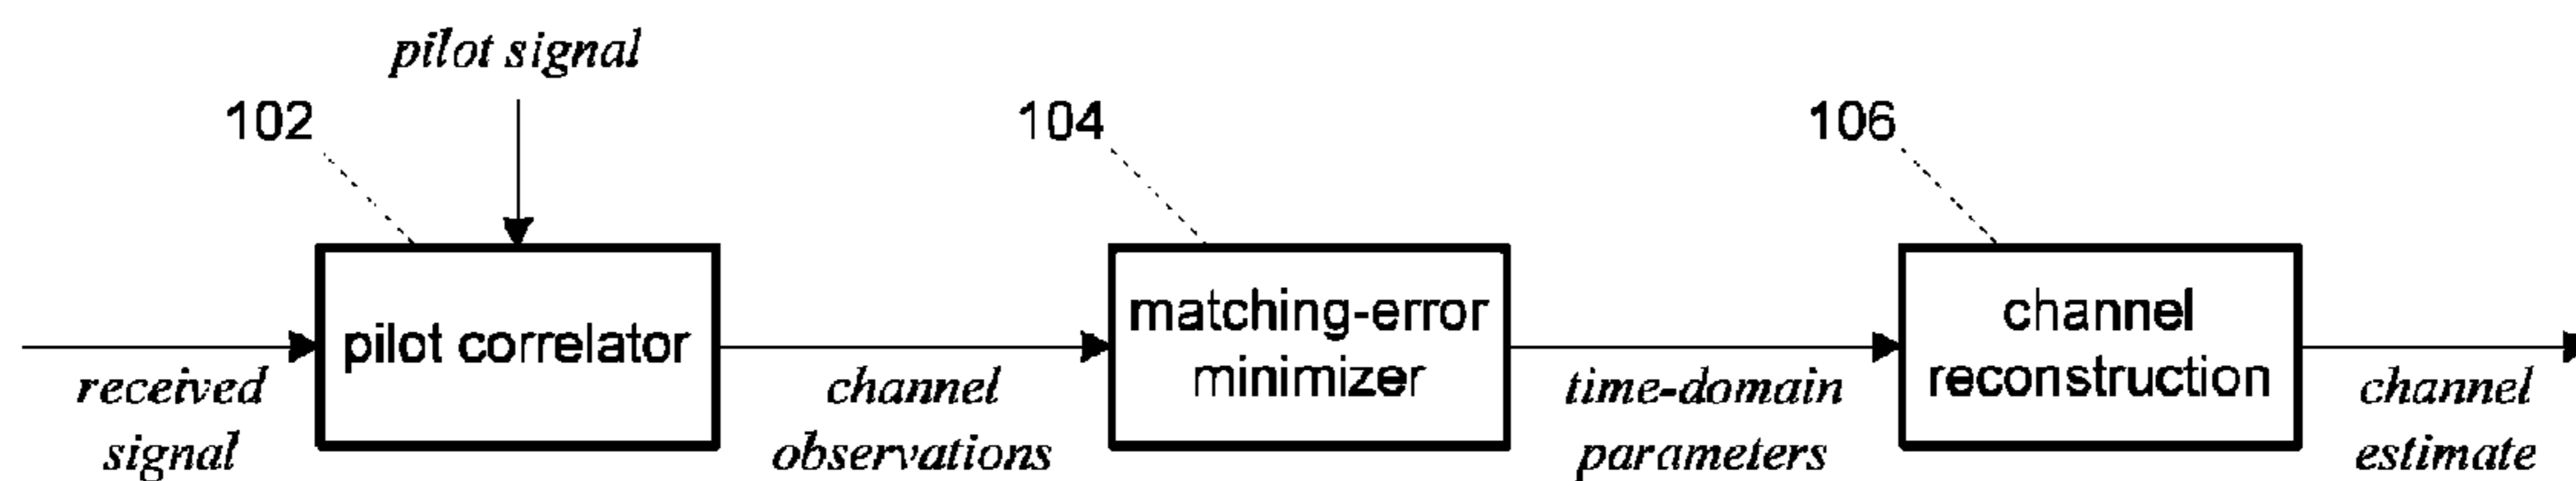 pilot signal
102
104
106
pilot correlator
matching-error
minimizer
channel
reconstruction
received
signal
channel
observations
time-domain
parameters
channel
estimate